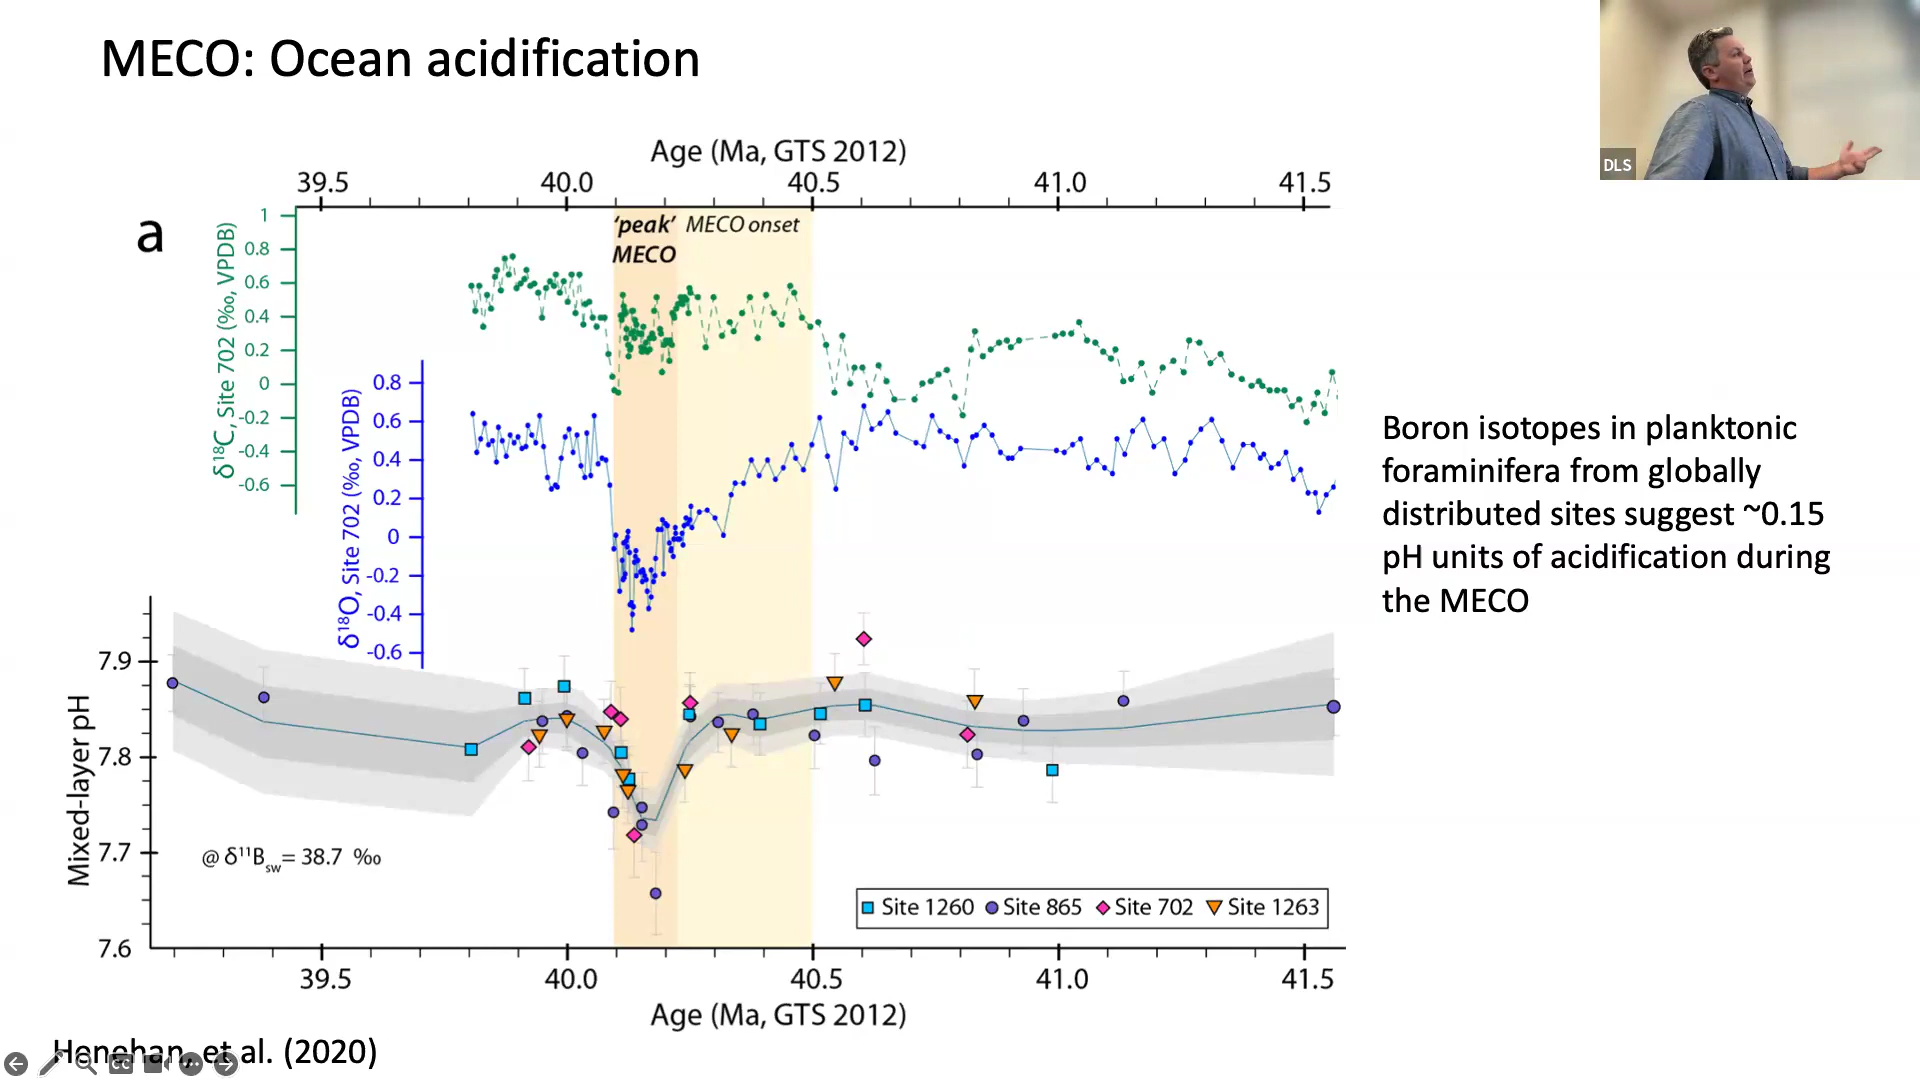 MECO: Ocean acidification
DLS
Age (Ma, GTS 2012)
39.5 40.0 40.5 41.0 41.5
a
'peak' MECO onset
MECO
δ¹⁸C, Site 702 (‰, VPDB)
1
0.8
0.6
0.4
0.2
0
-0.2
-0.4
-0.6
δ¹⁸O, Site 702 (‰, VPDB)
0.8
0.6
0.4
0.2
0
-0.2
-0.4
-0.6
Boron isotopes in planktonic
foraminifera from globally
distributed sites suggest ~0.15
pH units of acidification during
the MECO
Mixed-layer pH
7.9
7.8
7.7
7.6
@ δ¹¹Bsw= 38.7 ‰
Site 1260 Site 865 Site 702 Site 1263
39.5 40.0 40.5 41.0 41.5
Age (Ma, GTS 2012)
Henehan, et al. (2020)
CC